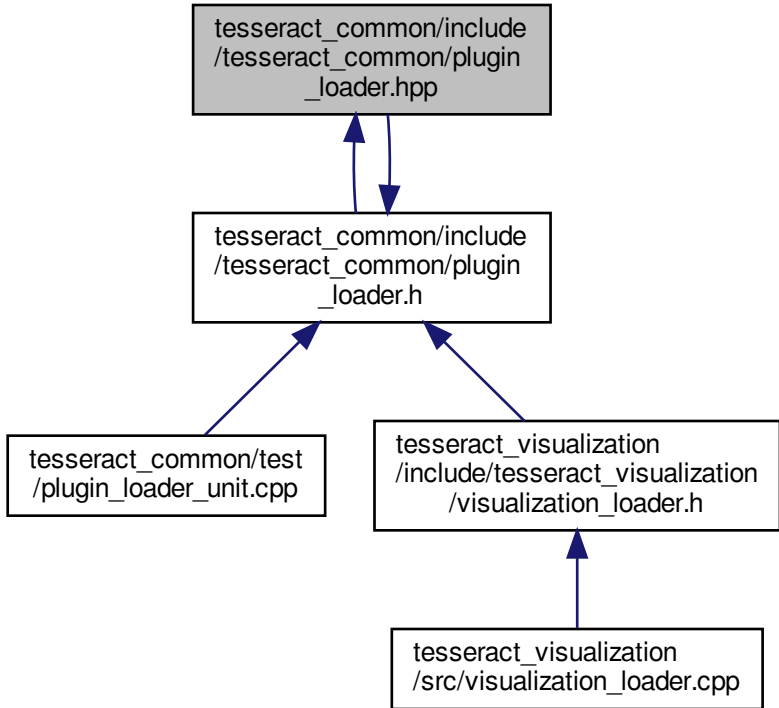 tesseract_common/include
/tesseract_common/plugin
_loader.hpp
tesseract_common/include
/tesseract_common/plugin
_loader.h
tesseract_common/test
/plugin_loader_unit.cpp
tesseract_visualization
/include/tesseract_visualization
/visualization_loader.h
tesseract_visualization
/src/visualization_loader.cpp